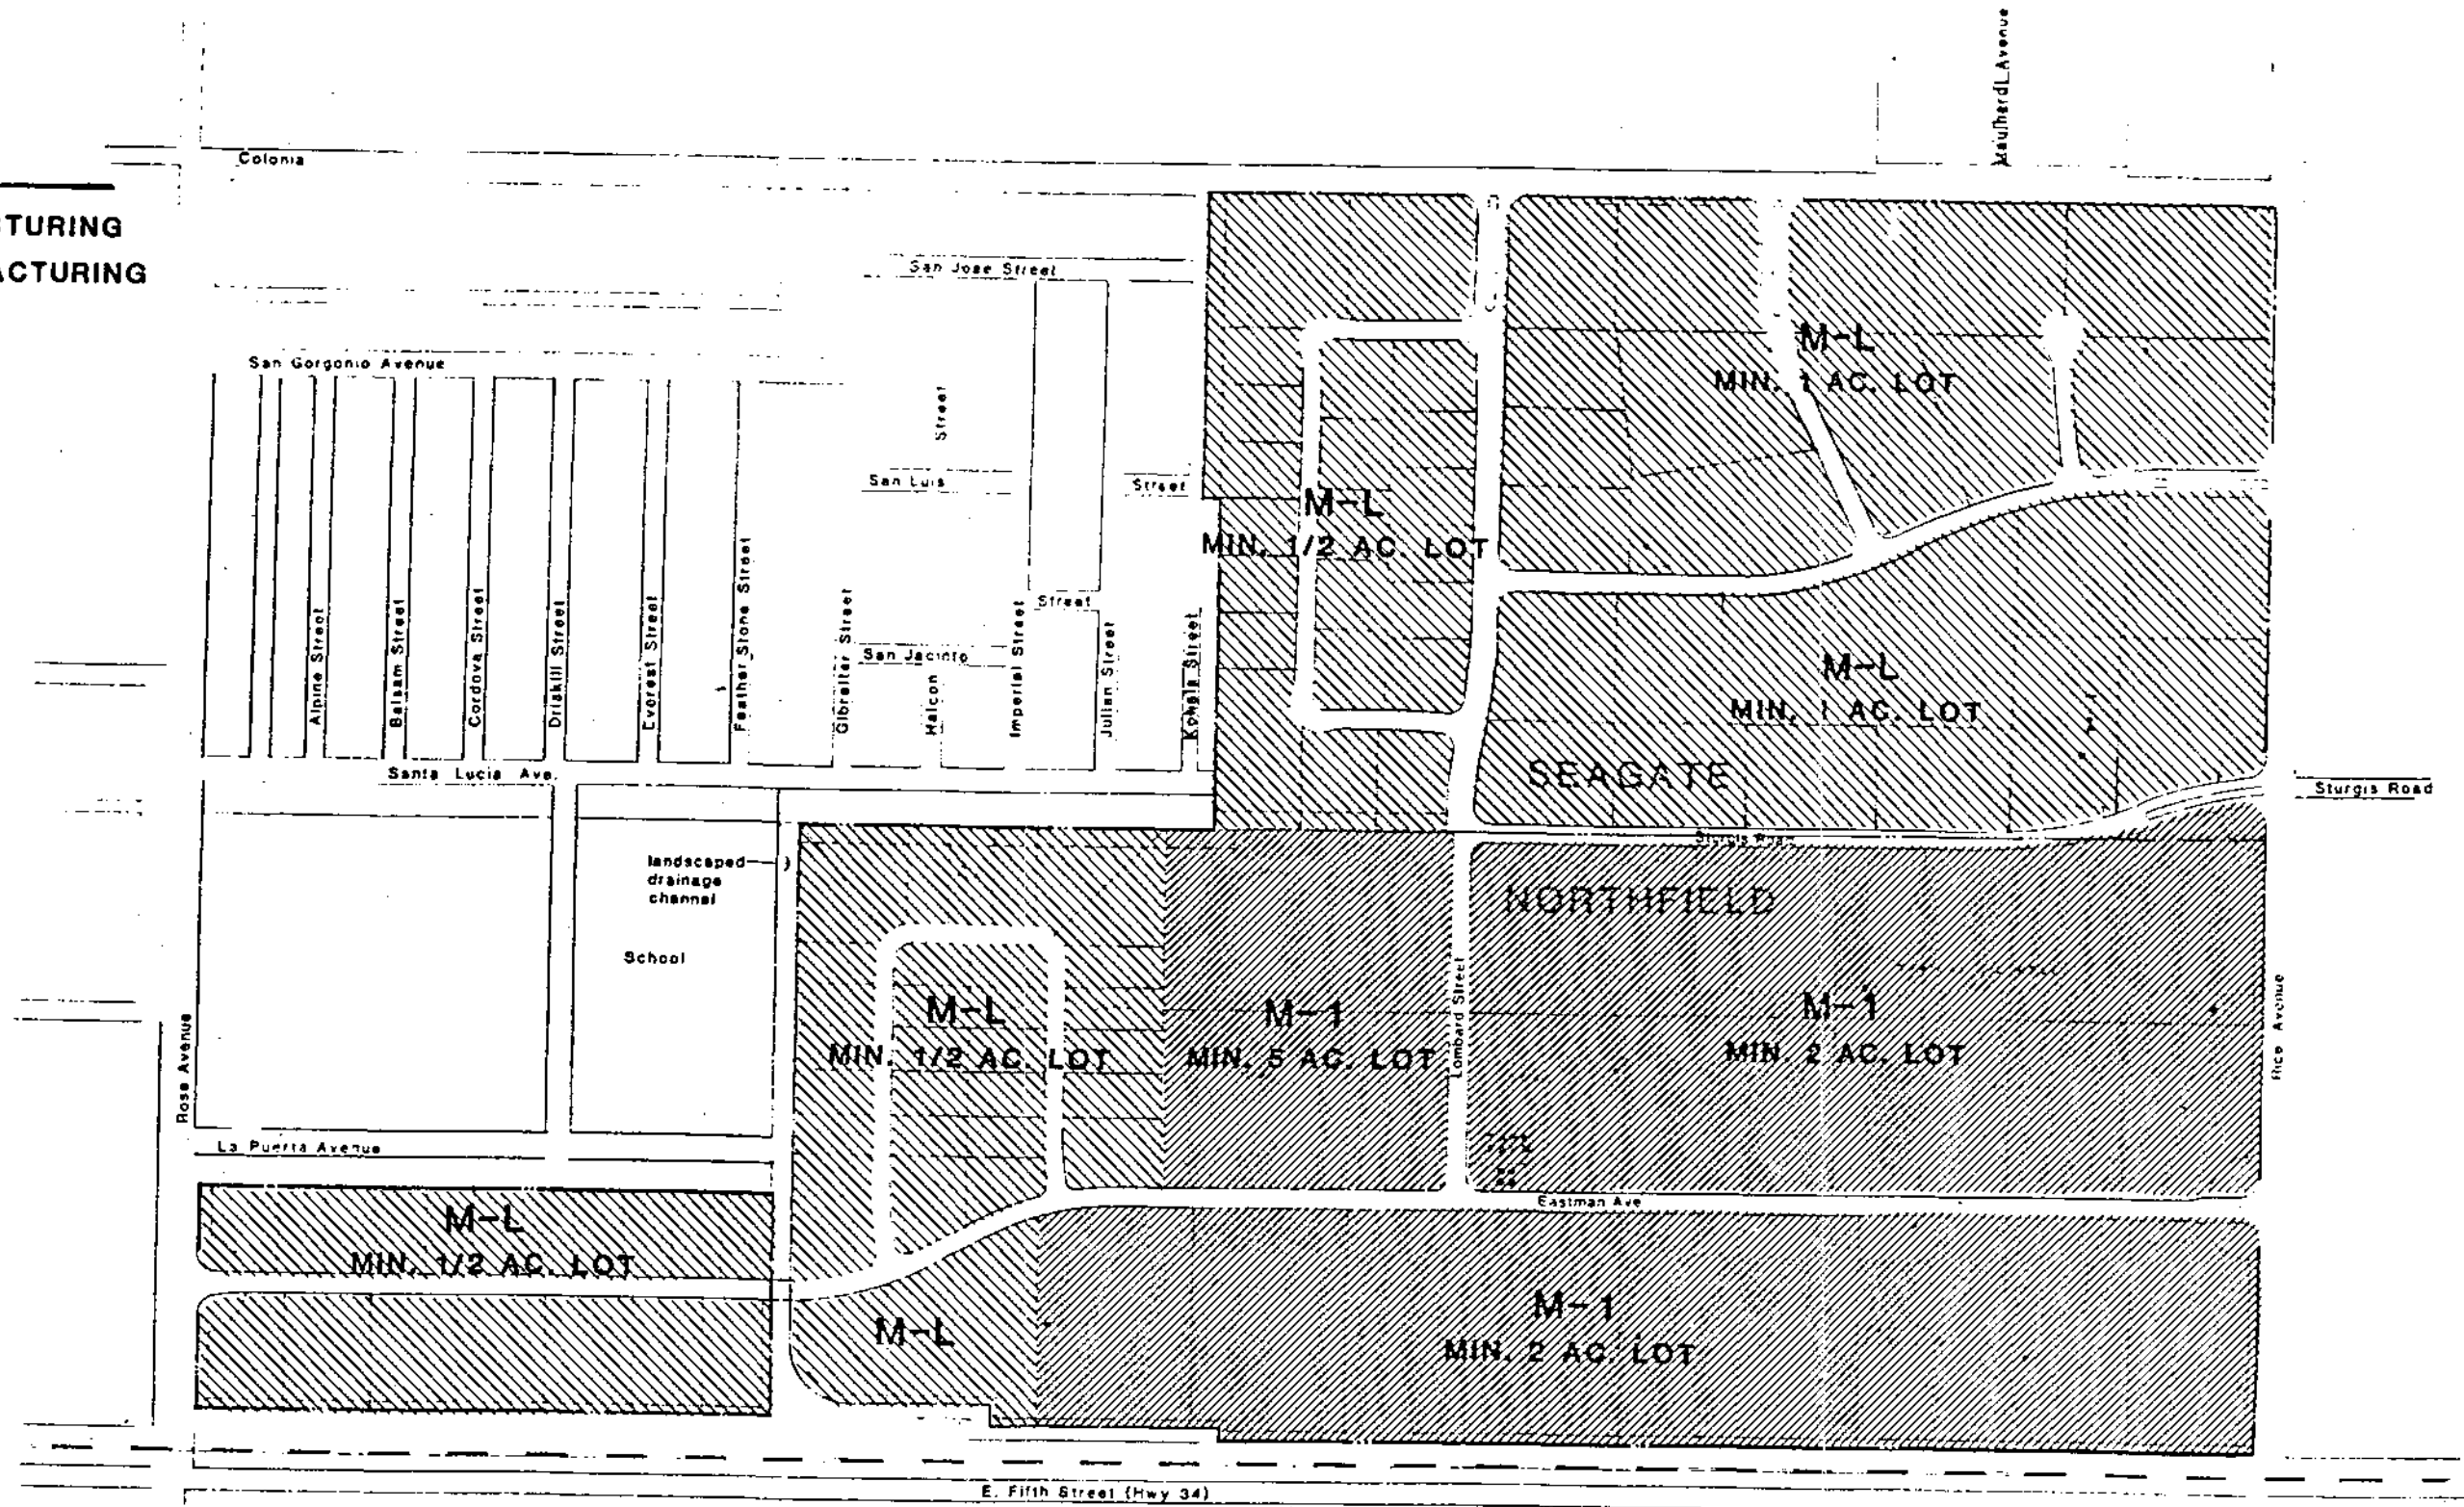 Colonia
TURING
ACTURING
San Jose Street
San Gorgonio Avenue
Street
San Luis
Street
M-L
MIN. 1 AC. LOT
M-L
MIN. 1/2 AC. LOT
Alpine Street
Balsam Street
Cordova Street
Driskill Street
Everest Street
Feather Stone Street
Gibralter Street
Halcon
Imperial Street
Julian Street
Street
San Jacinto
Santa Lucia Ave.
M-L
MIN. 1 AC. LOT
SEAGATE
Sturgis Road
Sturgis Road
landscaped
drainage
channel
School
NORTHFIELD
M-L
MIN. 1/2 AC. LOT
M-1
MIN. 5 AC. LOT
Lombard Street
M-1
MIN. 2 AC. LOT
Rice Avenue
Rose Avenue
La Puerta Avenue
Eastman Ave
M-L
MIN. 1/2 AC. LOT
M-L
M-1
MIN. 2 AC. LOT
E. Fifth Street (Hwy 34)